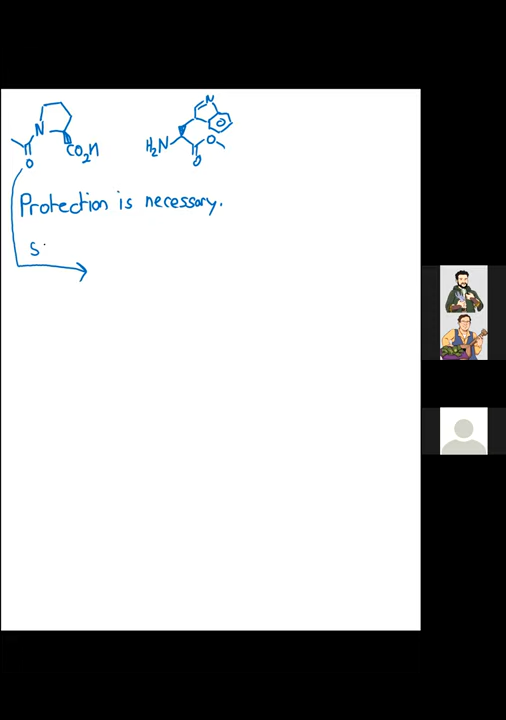 N
O
CO2H
H2N
N
O
O
Protection is necessary.
S